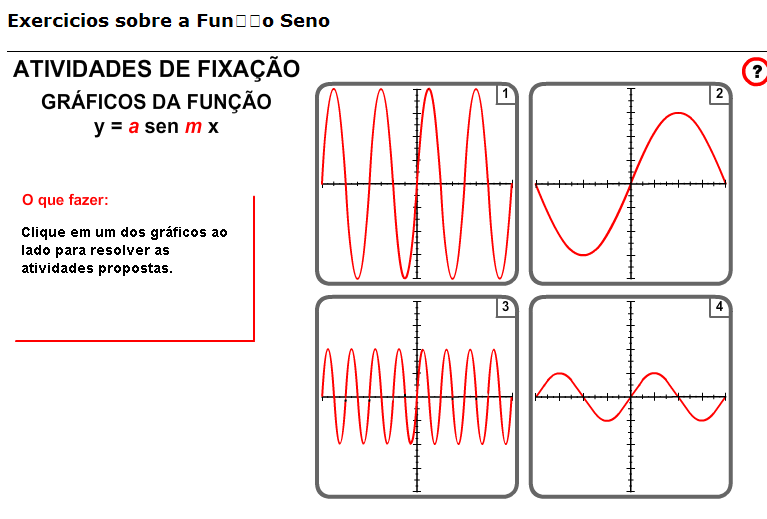 Exercicios sobre a Fun□□o Seno
ATIVIDADES DE FIXAÇÃO
GRÁFICOS DA FUNÇÃO
y = a sen m x
?
O que fazer:
Clique em um dos gráficos ao
lado para resolver as
atividades propostas.
1
2
3
4